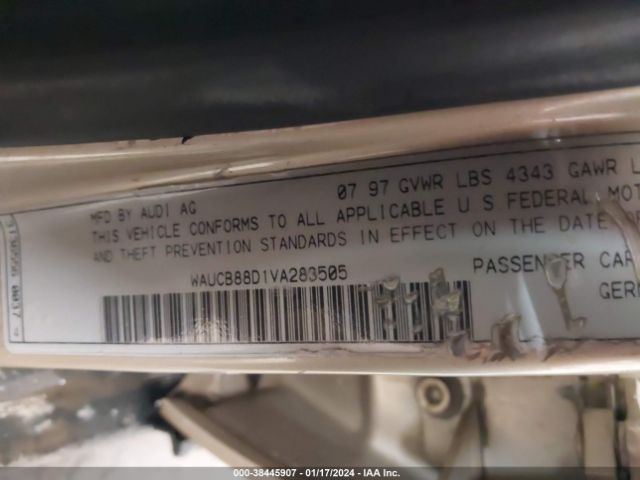 MFD BY AUDI AG 07 97 GVWR LBS 4343 GAWR L
THIS VEHICLE CONFORMS TO ALL APPLICABLE U S FEDERAL MOT
AND THEFT PREVENTION STANDARDS IN EFFECT ON THE DATE
WAUCB88D1VA283505 PASSENGER CAR
GERM
000-38445907 - 01/17/2024 - IAA Inc.